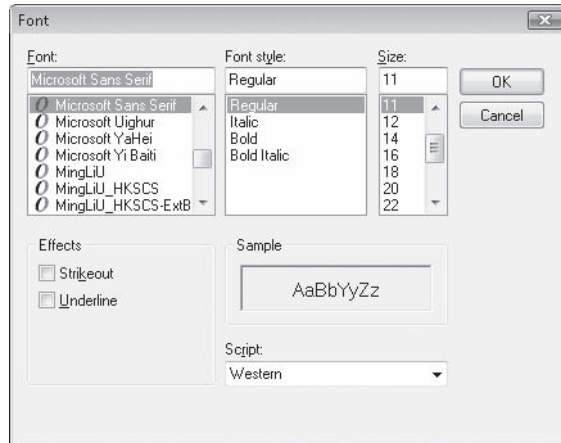 Font
Font: Font style: Size:
Microsoft Sans Serif Regular 11 OK
Microsoft Sans Serif Regular 11 Cancel
Microsoft Uighur Italic 12
Microsoft YaHei Bold 14
Microsoft Yi Baiti Bold Italic 16
MingLiU 18
MingLiU_HKSCS 20
MingLiU_HKSCS-ExtB 22
Effects Sample
Strikeout
Underline
AaBbYyZz
Script:
Western